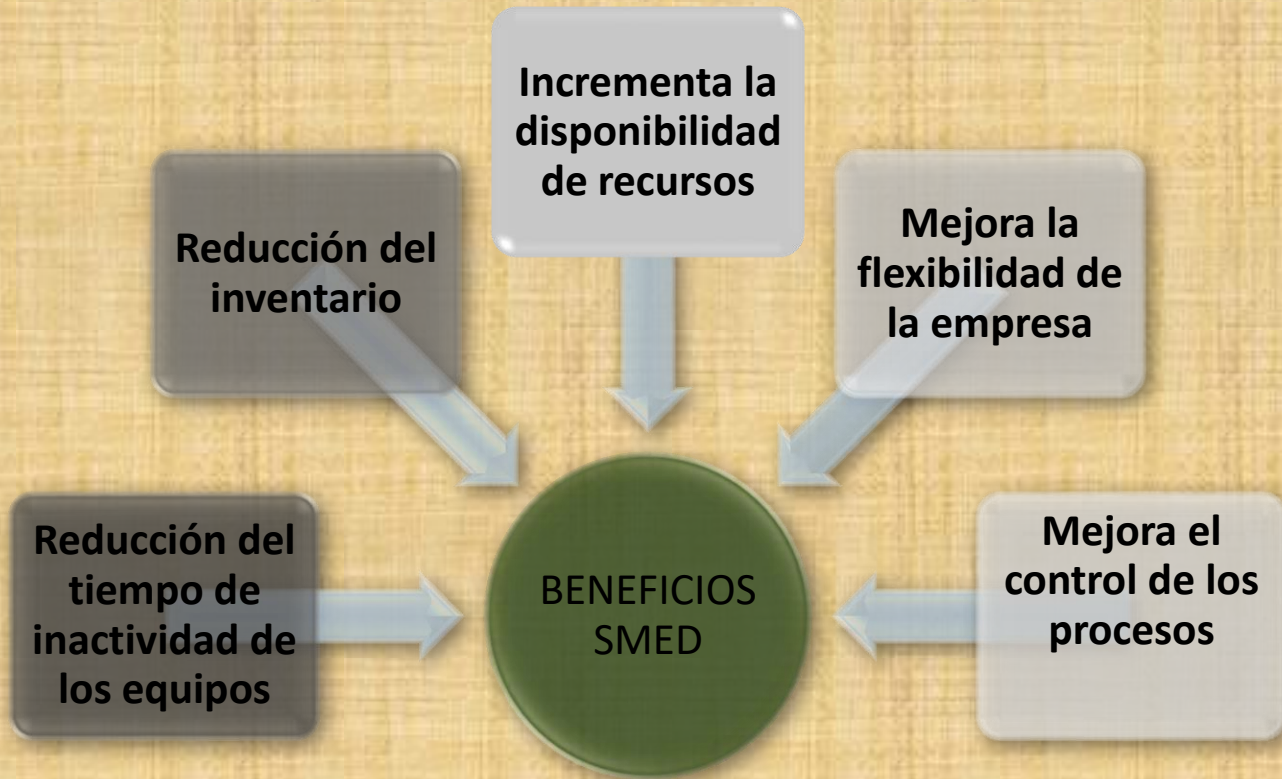 Incrementa la
disponibilidad
de recursos
Reducción del
inventario
Mejora la
flexibilidad de
la empresa
Reducción del
tiempo de
inactividad de
los equipos
BENEFICIOS
SMED
Mejora el
control de los
procesos